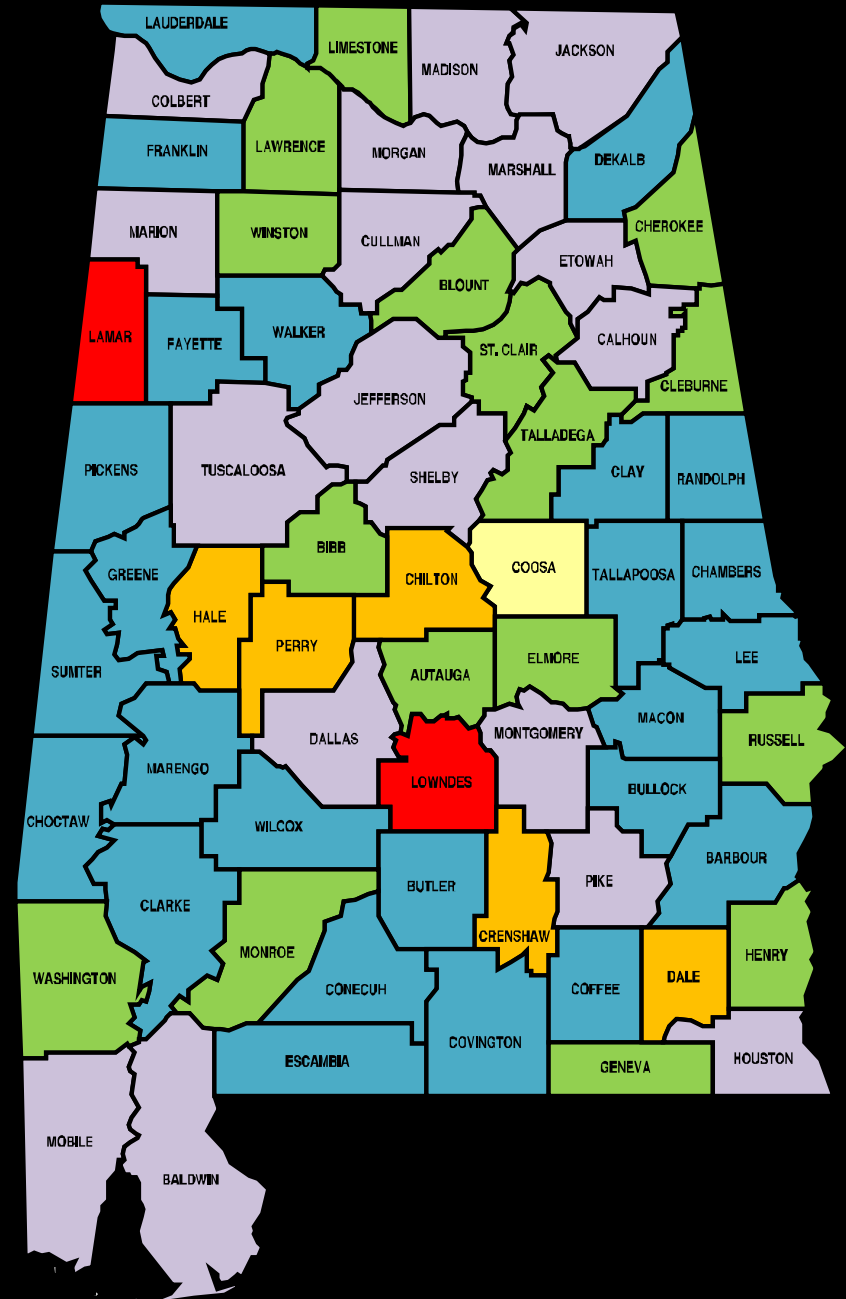 LAUDERDALE
LIMESTONE
MADISON
JACKSON
COLBERT
FRANKLIN
LAWRENCE
MORGAN
MARSHALL
DEKALB
MARION
WINSTON
CULLMAN
CHEROKEE
ETOWAH
BLOUNT
LAMAR
FAYETTE
WALKER
ST. CLAIR
CALHOUN
CLEBURNE
JEFFERSON
TALLADEGA
PICKENS
TUSCALOOSA
SHELBY
CLAY
RANDOLPH
BIBB
GREENE
CHILTON
COOSA
TALLAPOOSA
CHAMBERS
HALE
PERRY
SUMTER
AUTAUGA
ELMORE
LEE
DALLAS
MONTGOMERY
MACON
RUSSELL
MARENGO
LOWNDES
BULLOCK
CHOCTAW
WILCOX
BARBOUR
BUTLER
PIKE
CLARKE
CRENSHAW
MONROE
HENRY
WASHINGTON
CONECUH
COFFEE
DALE
COVINGTON
ESCAMBIA
GENEVA
HOUSTON
MOBILE
BALDWIN